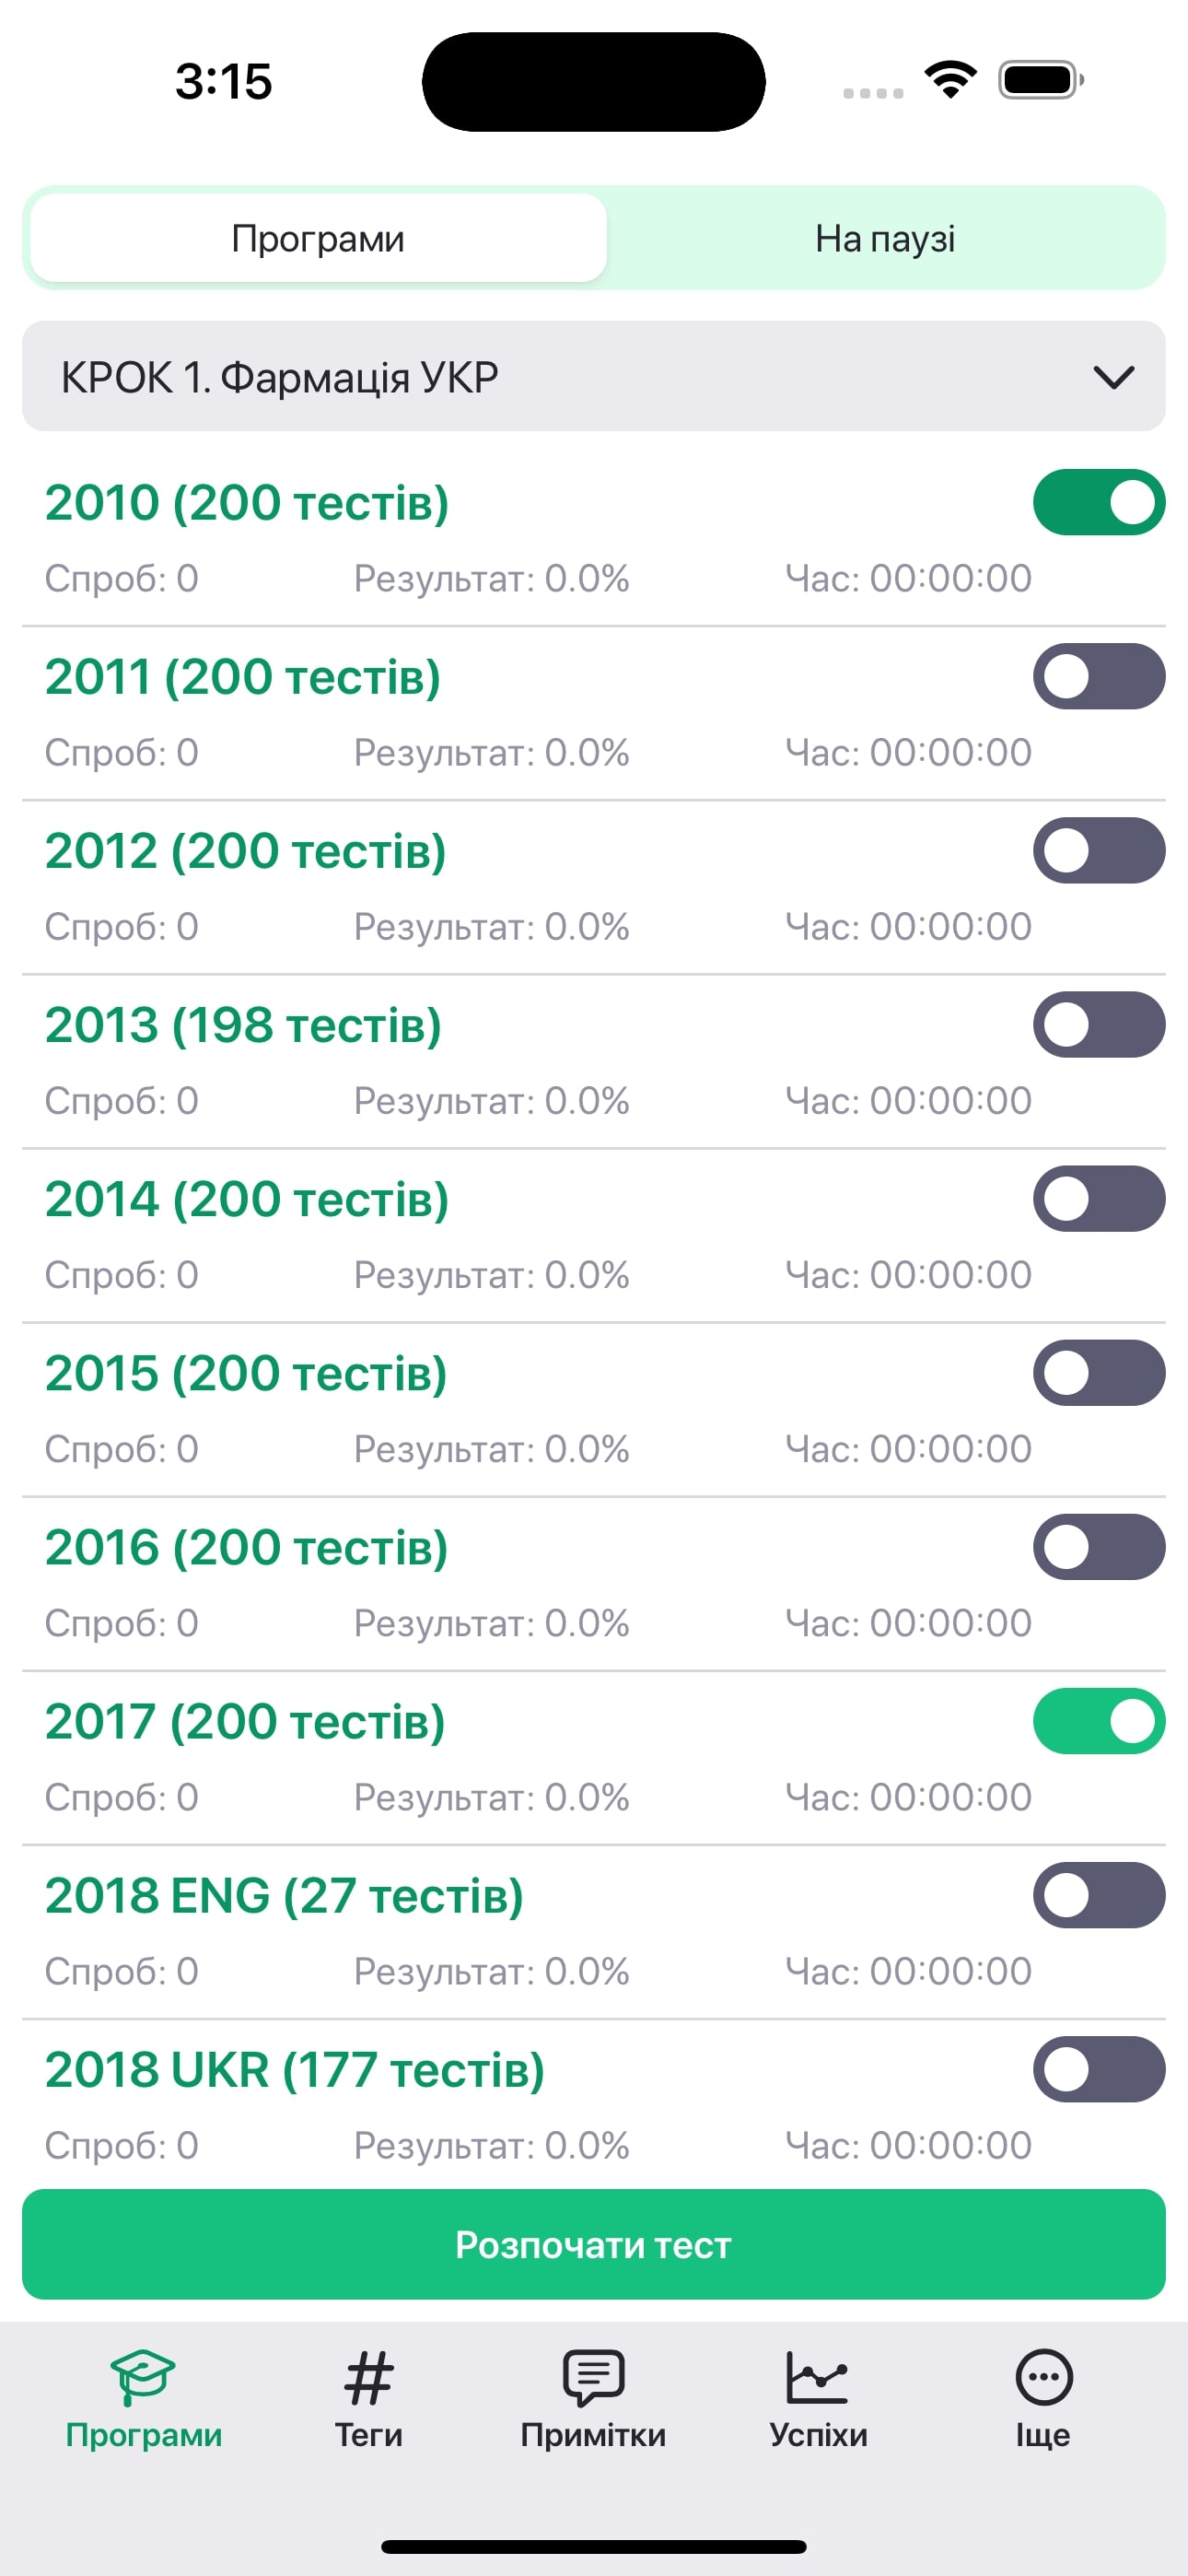 3:15
Програми На паузі
КРОК 1. Фармація УКР
2010 (200 тестів)
Спроб: 0 Результат: 0.0% Час: 00:00:00
2011 (200 тестів)
Спроб: 0 Результат: 0.0% Час: 00:00:00
2012 (200 тестів)
Спроб: 0 Результат: 0.0% Час: 00:00:00
2013 (198 тестів)
Спроб: 0 Результат: 0.0% Час: 00:00:00
2014 (200 тестів)
Спроб: 0 Результат: 0.0% Час: 00:00:00
2015 (200 тестів)
Спроб: 0 Результат: 0.0% Час: 00:00:00
2016 (200 тестів)
Спроб: 0 Результат: 0.0% Час: 00:00:00
2017 (200 тестів)
Спроб: 0 Результат: 0.0% Час: 00:00:00
2018 ENG (27 тестів)
Спроб: 0 Результат: 0.0% Час: 00:00:00
2018 UKR (177 тестів)
Спроб: 0 Результат: 0.0% Час: 00:00:00
Розпочати тест
Програми Теги Примітки Успіхи Іще